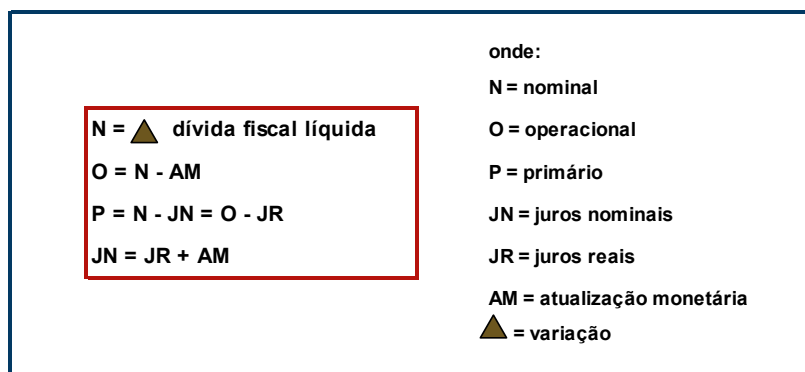 N = dívida fiscal líquida
O = N - AM
P = N - JN = O - JR
JN = JR + AM
onde:
N = nominal
O = operacional
P = primário
JN = juros nominais
JR = juros reais
AM = atualização monetária
= variação